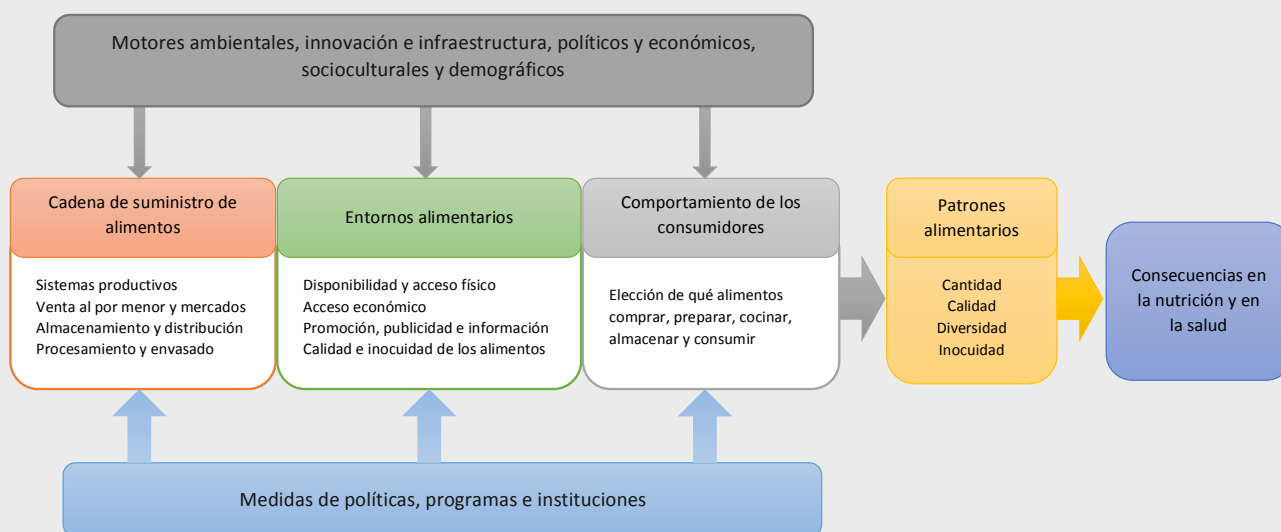 Motores ambientales, innovación e infraestructura, políticos y económicos,
socioculturales y demográficos
Cadena de suministro de
alimentos
Sistemas productivos
Venta al por menor y mercados
Almacenamiento y distribución
Procesamiento y envasado
Entornos alimentarios
Disponibilidad y acceso físico
Acceso económico
Promoción, publicidad e información
Calidad e inocuidad de los alimentos
Comportamiento de los
consumidores
Elección de qué alimentos
comprar, preparar, cocinar,
almacenar y consumir
Patrones
alimentarios
Cantidad
Calidad
Diversidad
Inocuidad
Consecuencias en
la nutrición y en
la salud
Medidas de políticas, programas e instituciones